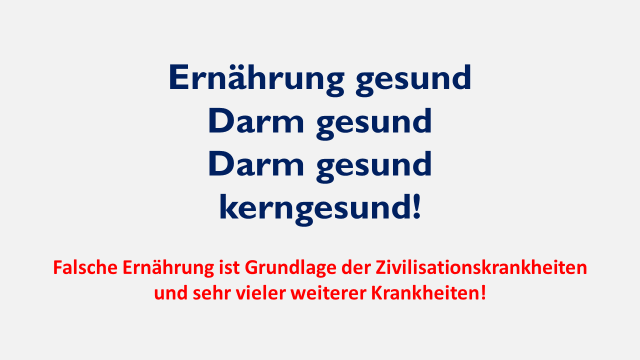 Ernährung gesund
Darm gesund
Darm gesund
kerngesund!
Falsche Ernährung ist Grundlage der Zivilisationskrankheiten
und sehr vieler weiterer Krankheiten!